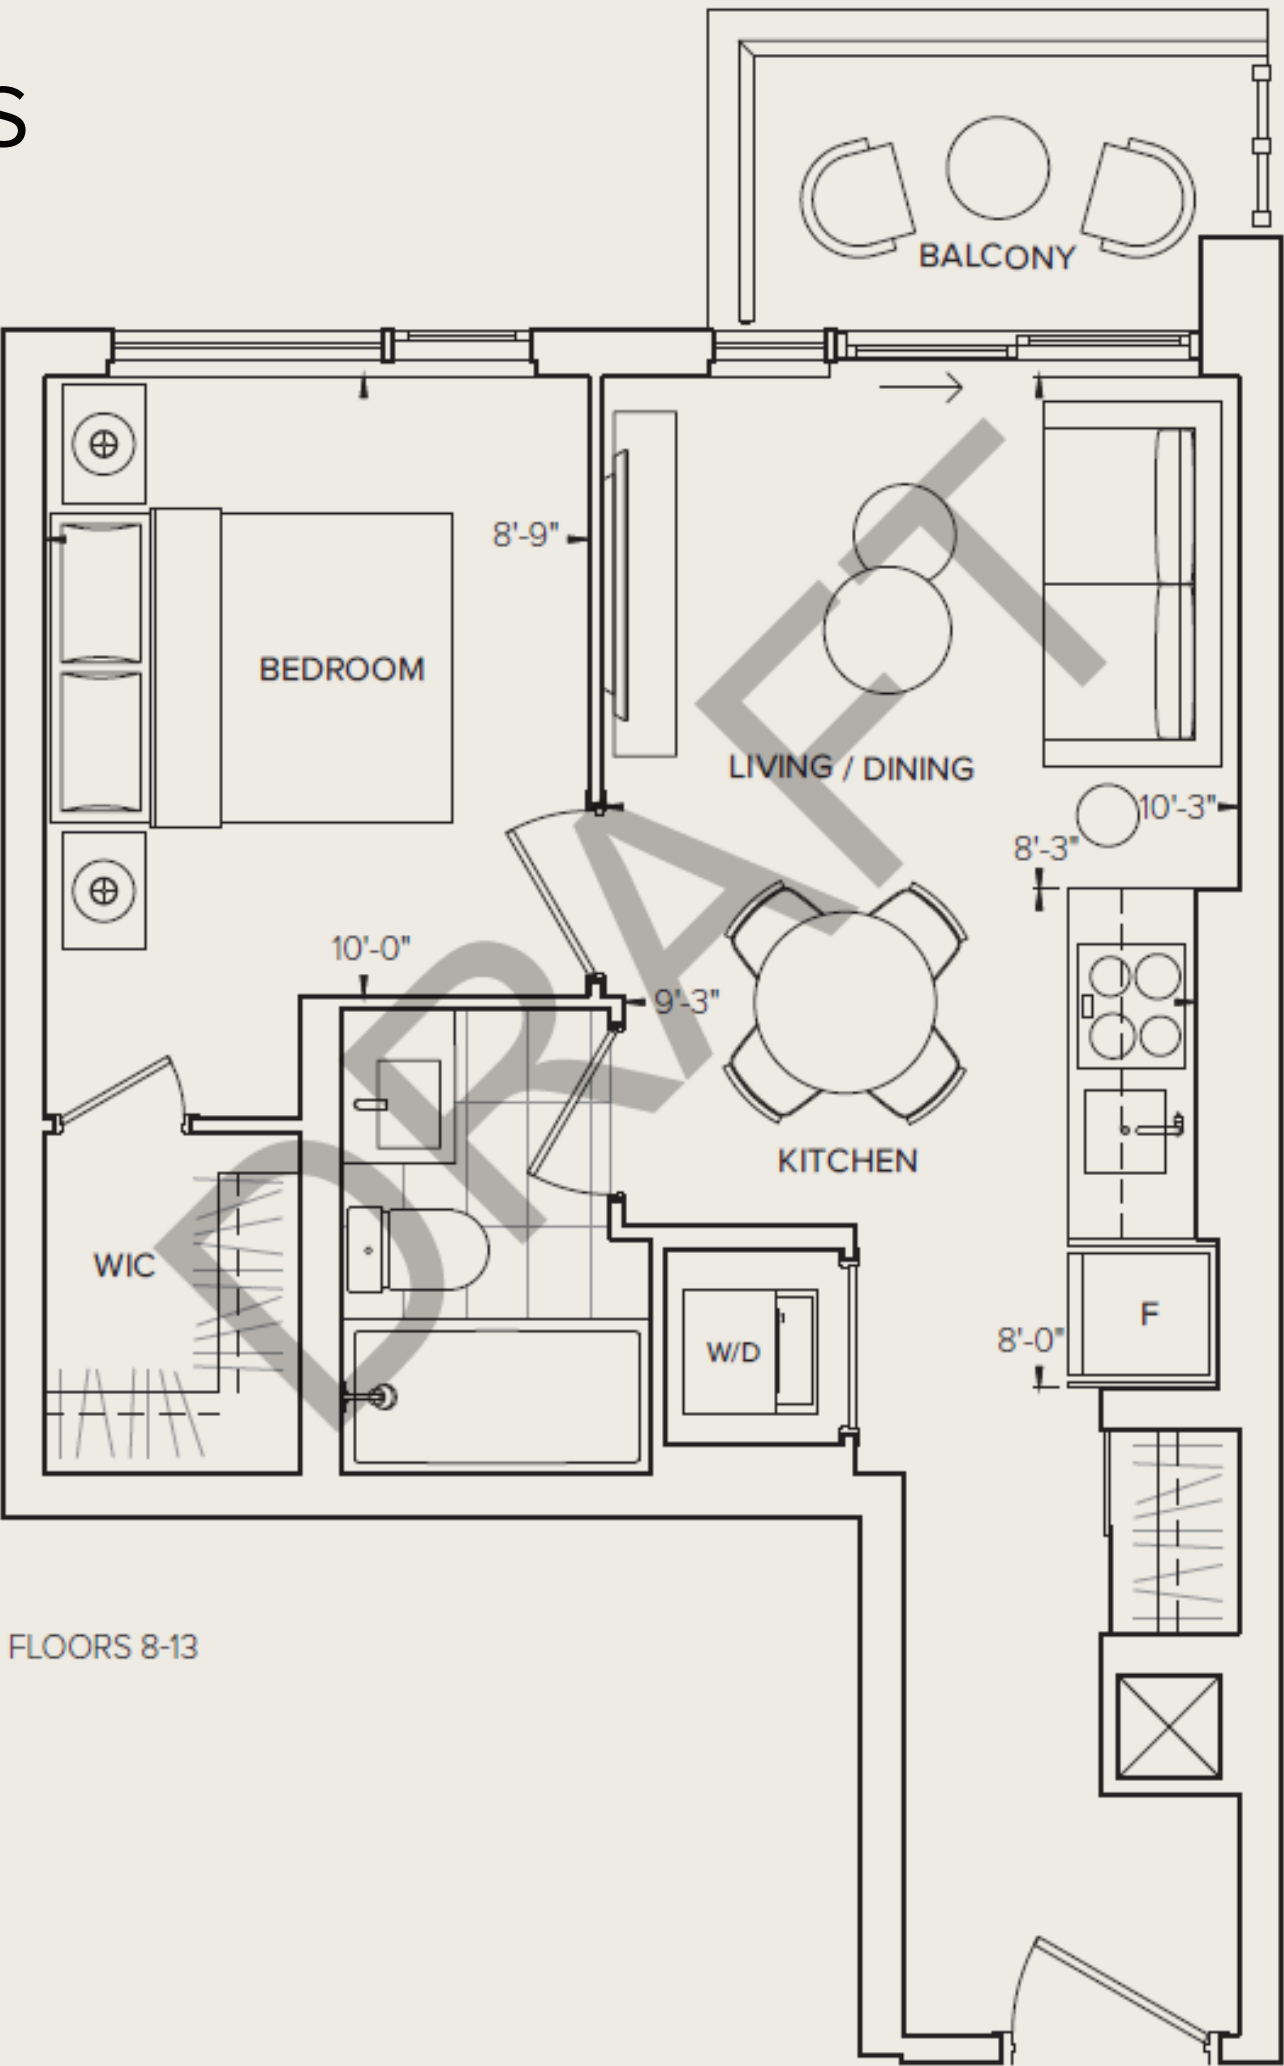 S
BALCONY
8'-9"
BEDROOM
LIVING / DINING
10'-3"
8'-3"
10'-0"
9'-3"
KITCHEN
WIC
F
8'-0"
W/D
DRAFT
FLOORS 8-13